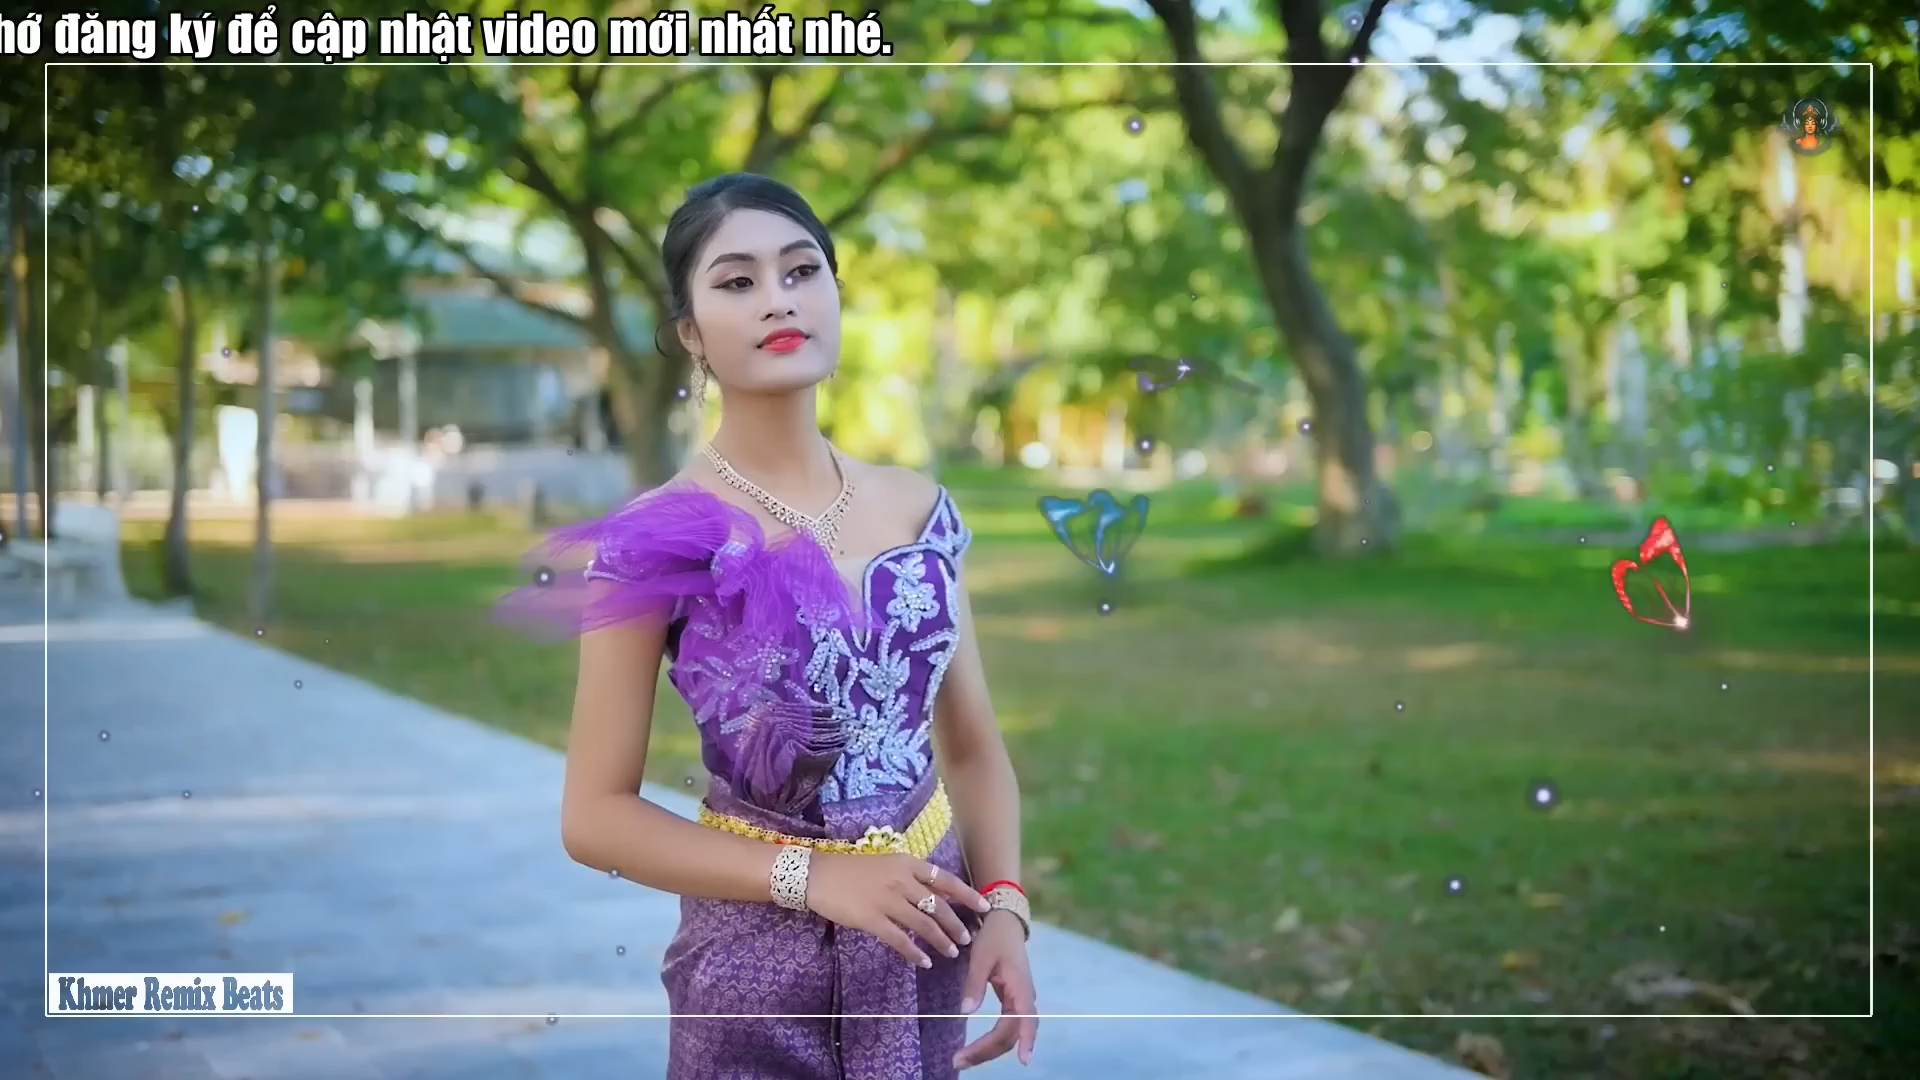 hớ đăng ký để cập nhật video mới nhất nhé.
Khmer Remix Beats